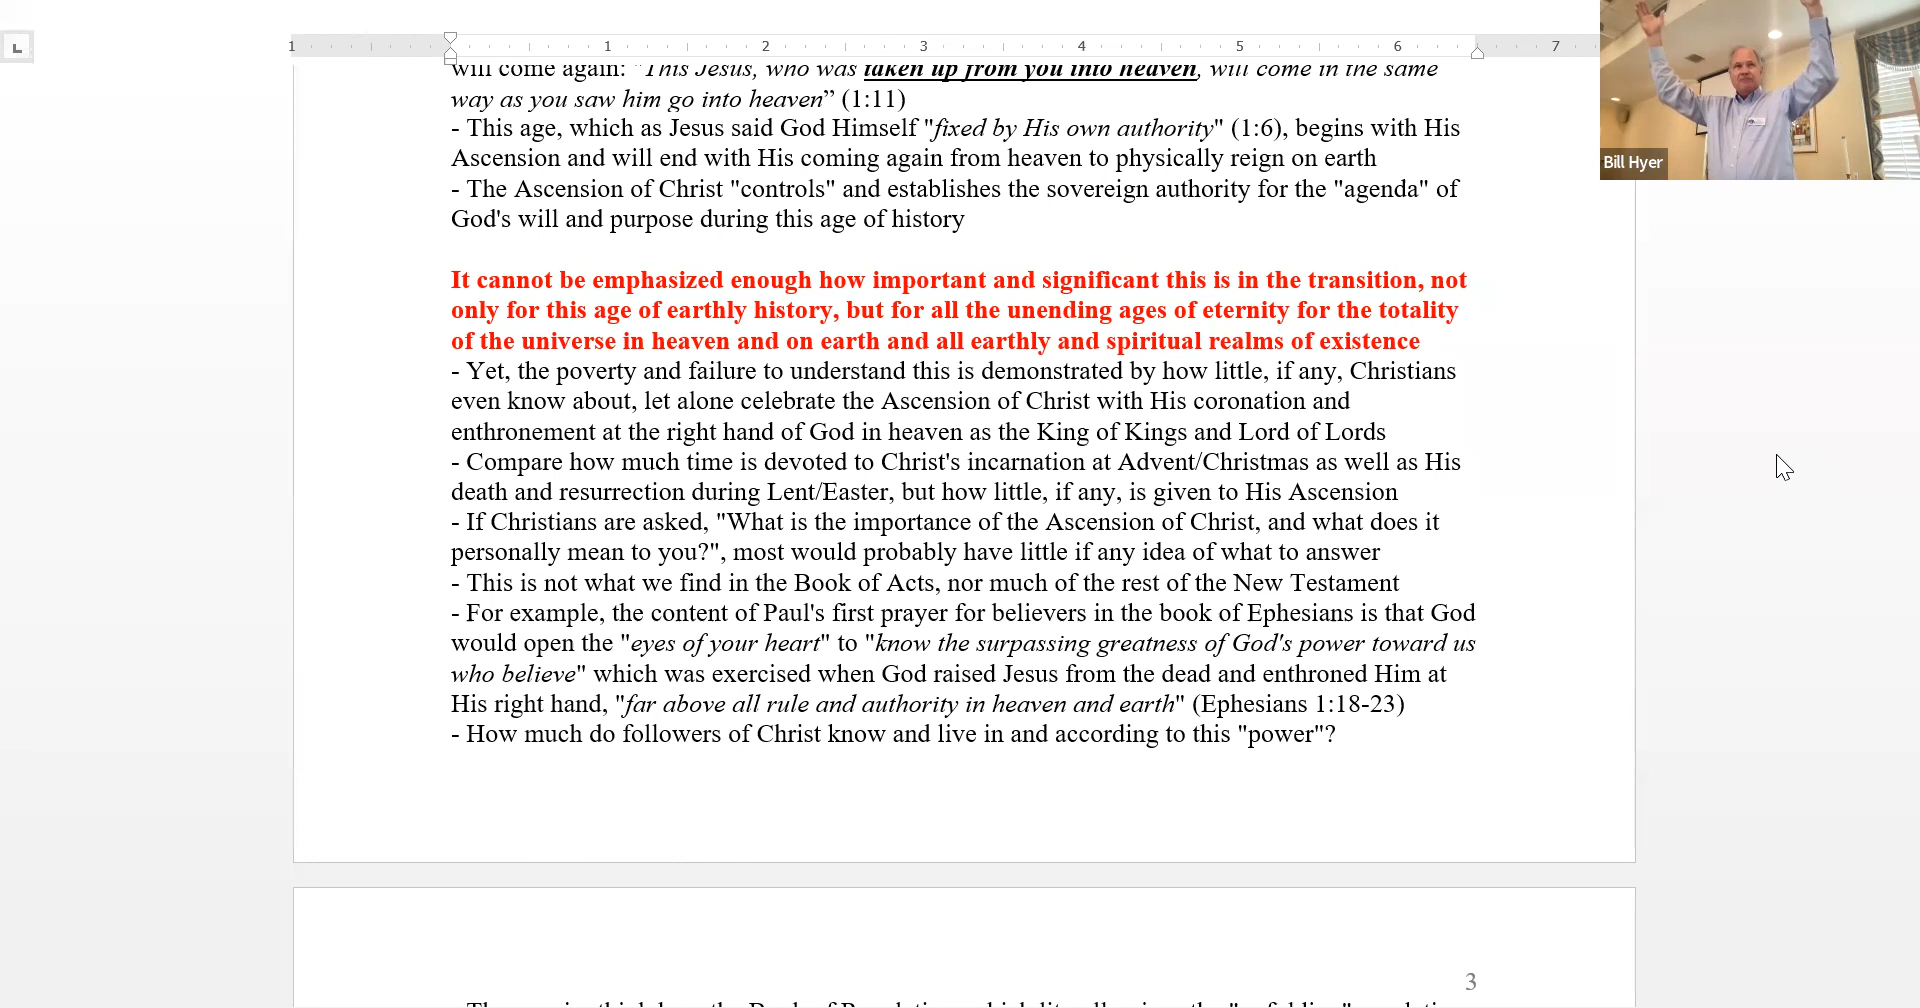 1 1 2 3 4 5 6 7
will come again: "This Jesus, who was taken up from you into heaven, will come in the same
way as you saw him go into heaven” (1:11)
- This age, which as Jesus said God Himself "fixed by His own authority" (1:6), begins with His
Ascension and will end with His coming again from heaven to physically reign on earth
- The Ascension of Christ "controls" and establishes the sovereign authority for the "agenda" of
God's will and purpose during this age of history
It cannot be emphasized enough how important and significant this is in the transition, not
only for this age of earthly history, but for all the unending ages of eternity for the totality
of the universe in heaven and on earth and all earthly and spiritual realms of existence
- Yet, the poverty and failure to understand this is demonstrated by how little, if any, Christians
even know about, let alone celebrate the Ascension of Christ with His coronation and
enthronement at the right hand of God in heaven as the King of Kings and Lord of Lords
- Compare how much time is devoted to Christ's incarnation at Advent/Christmas as well as His
death and resurrection during Lent/Easter, but how little, if any, is given to His Ascension
- If Christians are asked, "What is the importance of the Ascension of Christ, and what does it
personally mean to you?", most would probably have little if any idea of what to answer
- This is not what we find in the Book of Acts, nor much of the rest of the New Testament
- For example, the content of Paul's first prayer for believers in the book of Ephesians is that God
would open the "eyes of your heart" to "know the surpassing greatness of God's power toward us
who believe" which was exercised when God raised Jesus from the dead and enthroned Him at
His right hand, "far above all rule and authority in heaven and earth" (Ephesians 1:18-23)
- How much do followers of Christ know and live in and according to this "power"?
3
Bill Hyer